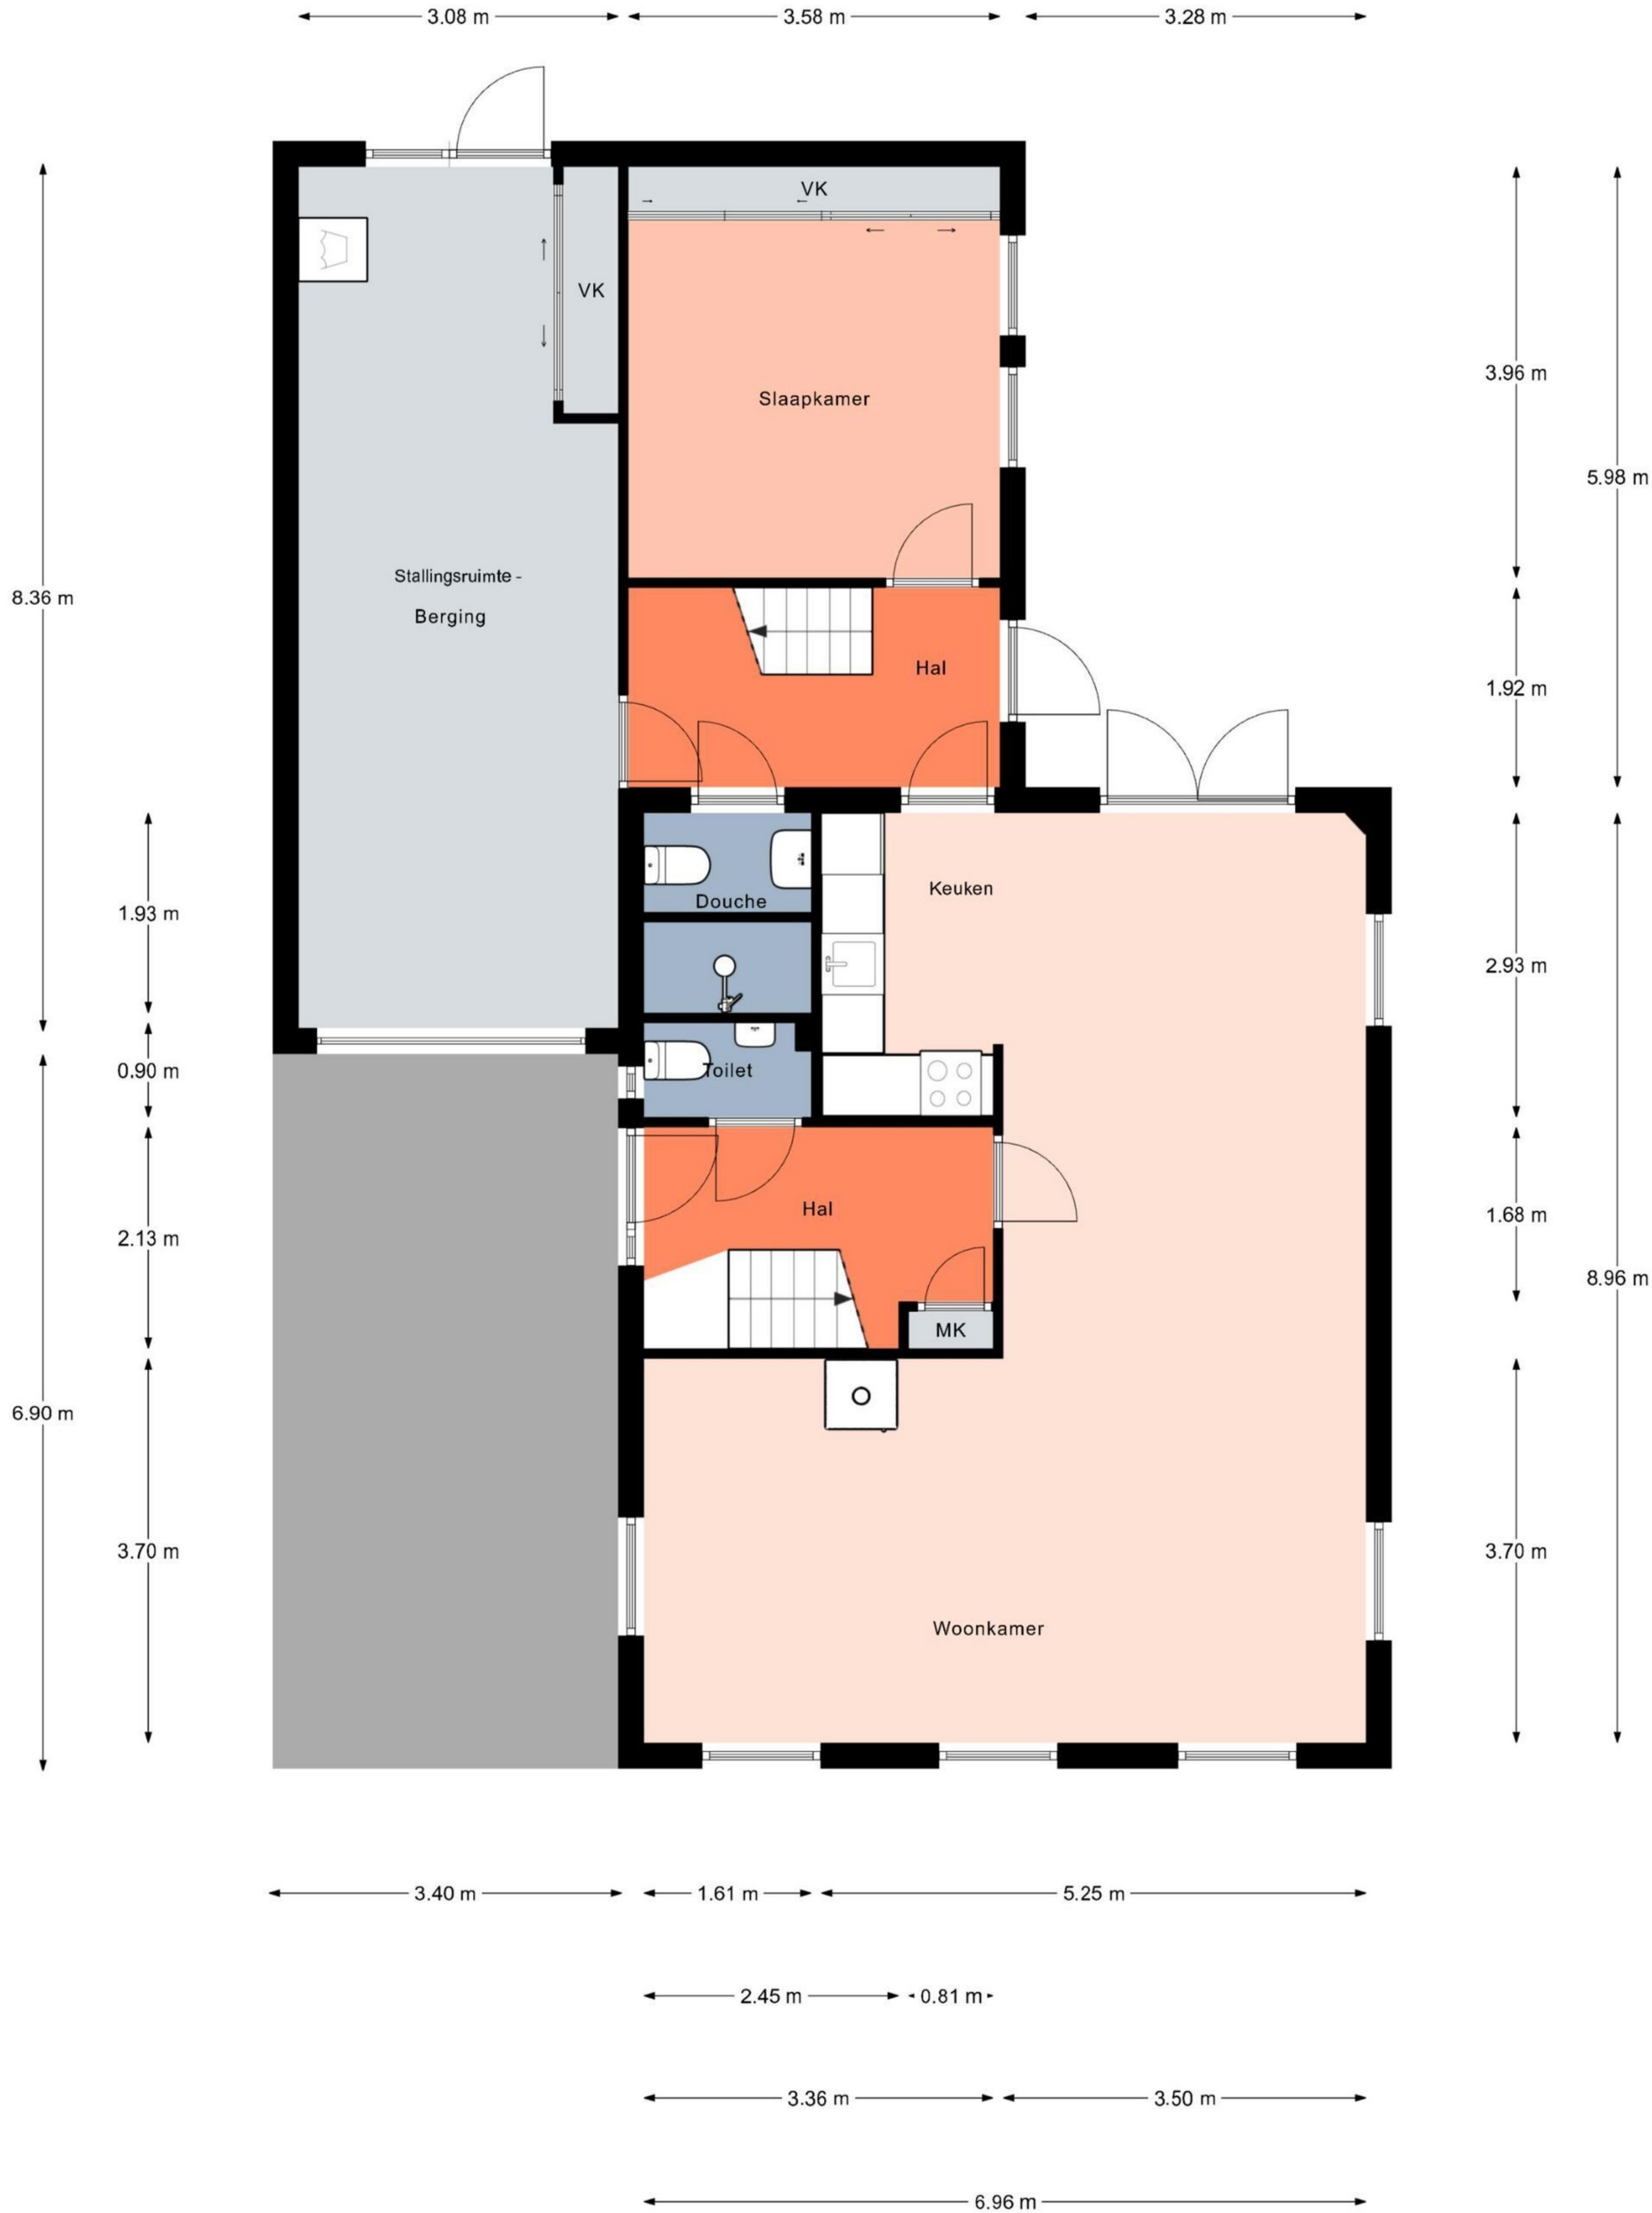 3.08 m 3.58 m 3.28 m
VK
VK
3.96 m
Slaapkamer
5.98 m
Stallingsruimte -
8.36 m
Berging
Hal
1.92 m
Keuken
Douche
1.93 m
2.93 m
0.90 m
Toilet
Hal
1.68 m
2.13 m
8.96 m
MK
6.90 m
3.70 m
3.70 m
Woonkamer
3.40 m 1.61 m 5.25 m
2.45 m 0.81 m
3.36 m 3.50 m
6.96 m